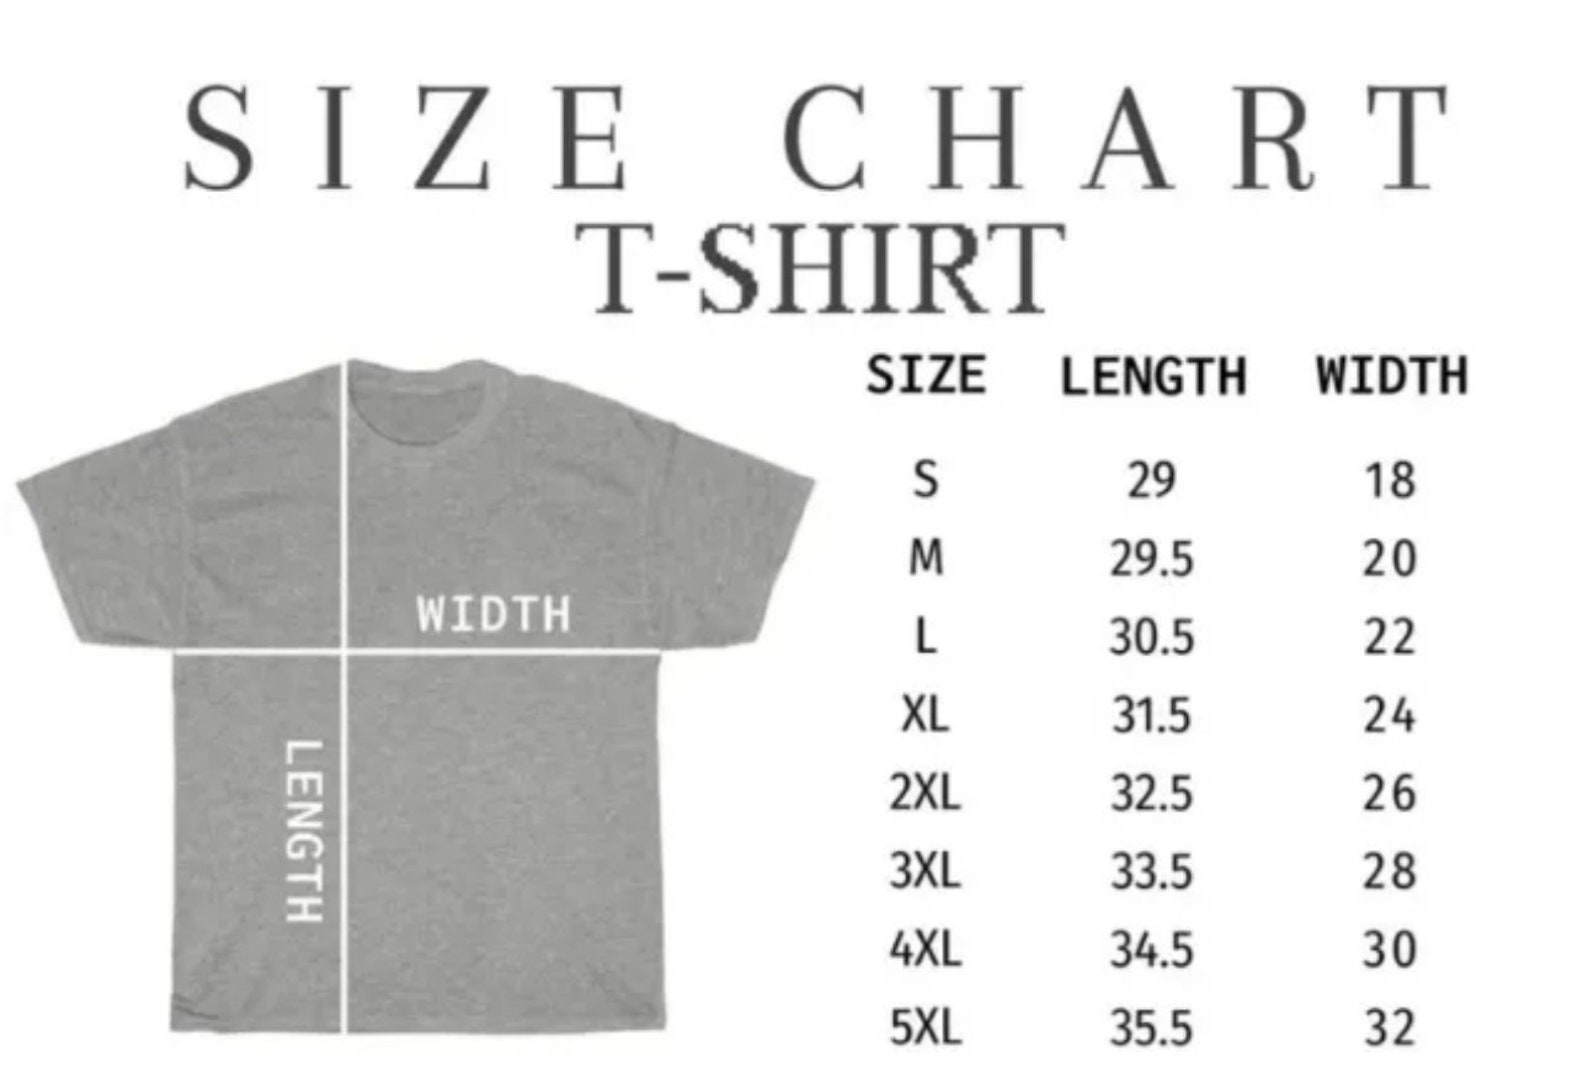 SIZE CHART
T-SHIRT
SIZE LENGTH WIDTH
S 29 18
M 29.5 20
L 30.5 22
XL 31.5 24
2XL 32.5 26
3XL 33.5 28
4XL 34.5 30
5XL 35.5 32
WIDTH
LENGTH